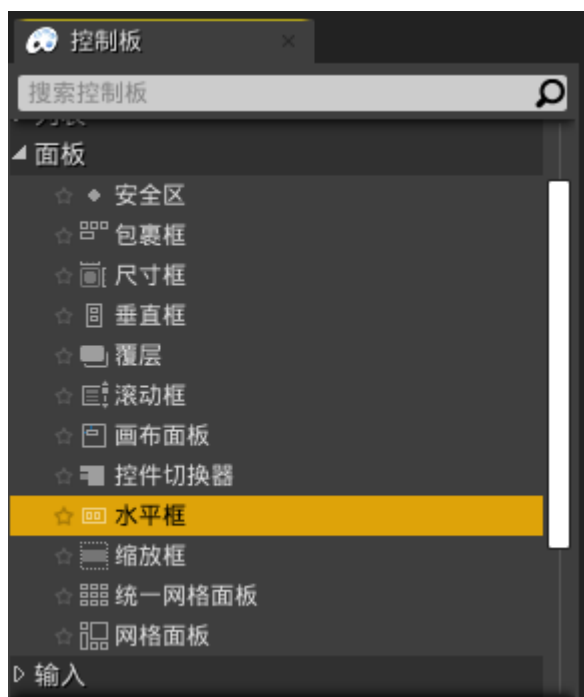 控制板
搜索控制板
面板
安全区
包裹框
尺寸框
垂直框
覆层
滚动框
画布面板
控件切换器
水平框
缩放框
统一网格面板
网格面板
输入